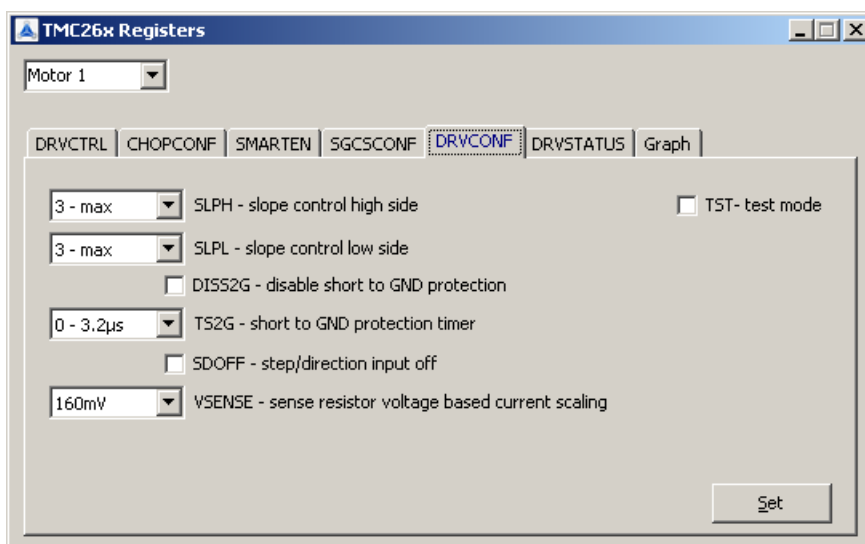 TMC26x Registers
Motor 1
DRVCTRL CHOPCONF SMARTEN SGCSCONF DRVCONF DRVSTATUS Graph
3 - max SLPH - slope control high side TST- test mode
3 - max SLPL - slope control low side
DISS2G - disable short to GND protection
0 - 3.2µs TS2G - short to GND protection timer
SDOFF - step/direction input off
160mV VSENSE - sense resistor voltage based current scaling
Set